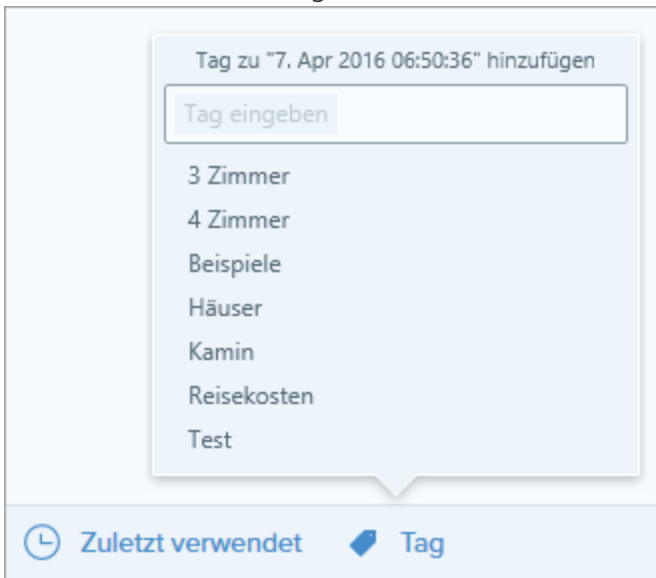 Tag zu "7. Apr 2016 06:50:36" hinzufügen
Tag eingeben
3 Zimmer
4 Zimmer
Beispiele
Häuser
Kamin
Reisekosten
Test
Zuletzt verwendet Tag